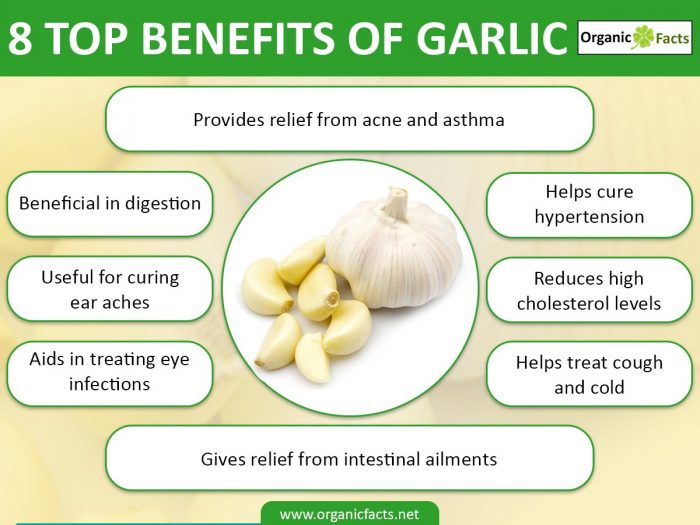 8 TOP BENEFITS OF GARLIC
Organic Facts
Provides relief from acne and asthma
Beneficial in digestion
Helps cure
hypertension
Useful for curing
ear aches
Reduces high
cholesterol levels
Aids in treating eye
infections
Helps treat cough
and cold
Gives relief from intestinal ailments
www.organicfacts.net